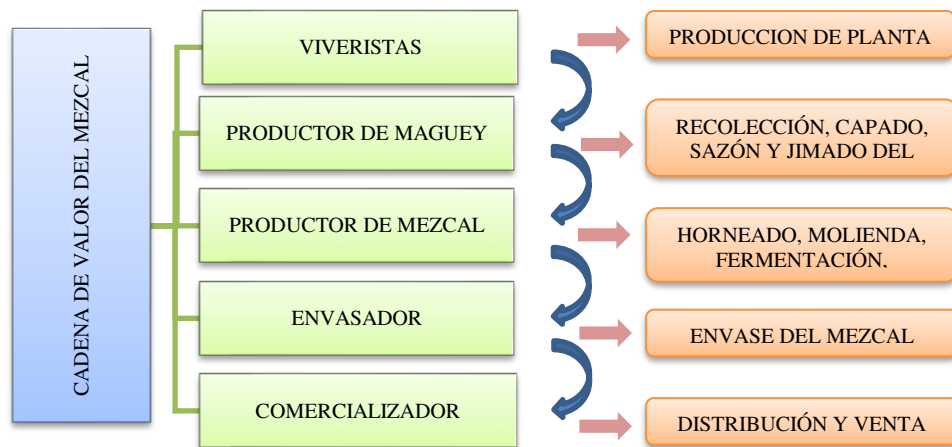 CADENA DE VALOR DEL MEZCAL
VIVERISTAS
PRODUCCION DE PLANTA
PRODUCTOR DE MAGUEY
RECOLECCIÓN, CAPADO,
SAZÓN Y JIMADO DEL
PRODUCTOR DE MEZCAL
HORNEADO, MOLIENDA,
FERMENTACIÓN,
ENVASADOR
ENVASE DEL MEZCAL
COMERCIALIZADOR
DISTRIBUCIÓN Y VENTA